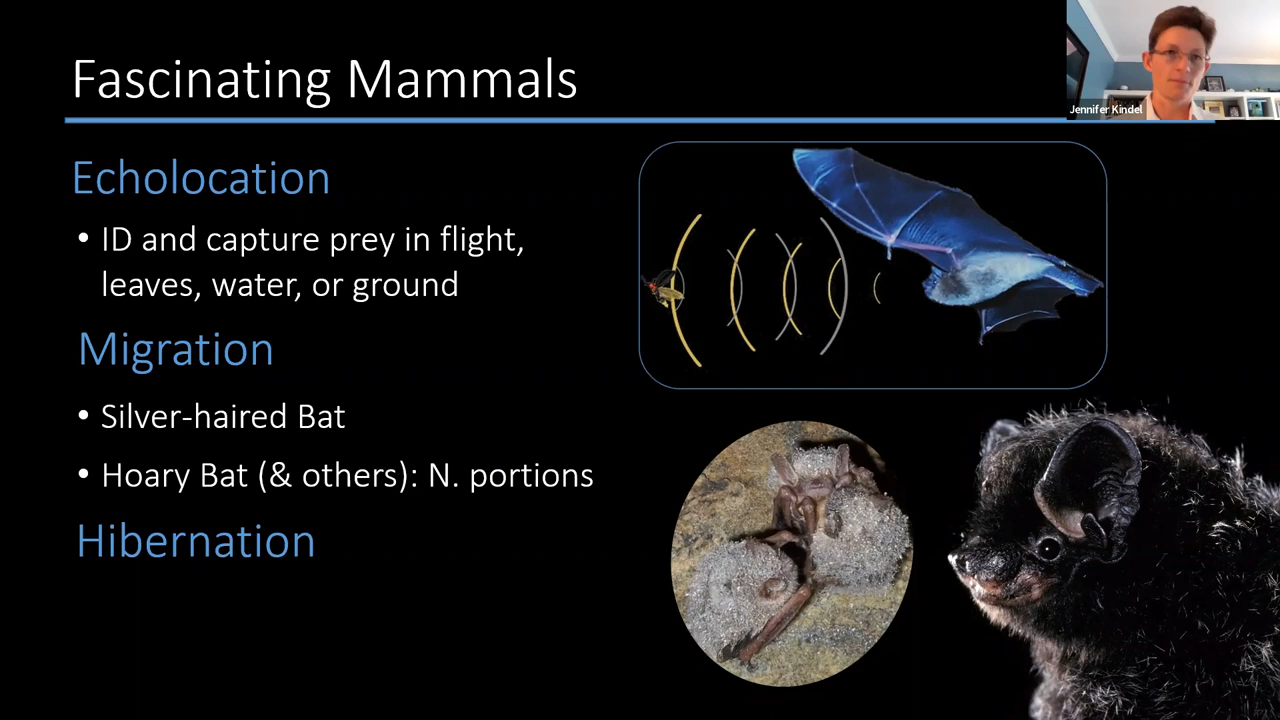 Fascinating Mammals
Jennifer Kindel
Echolocation
• ID and capture prey in flight,
leaves, water, or ground
Migration
• Silver-haired Bat
• Hoary Bat (& others): N. portions
Hibernation